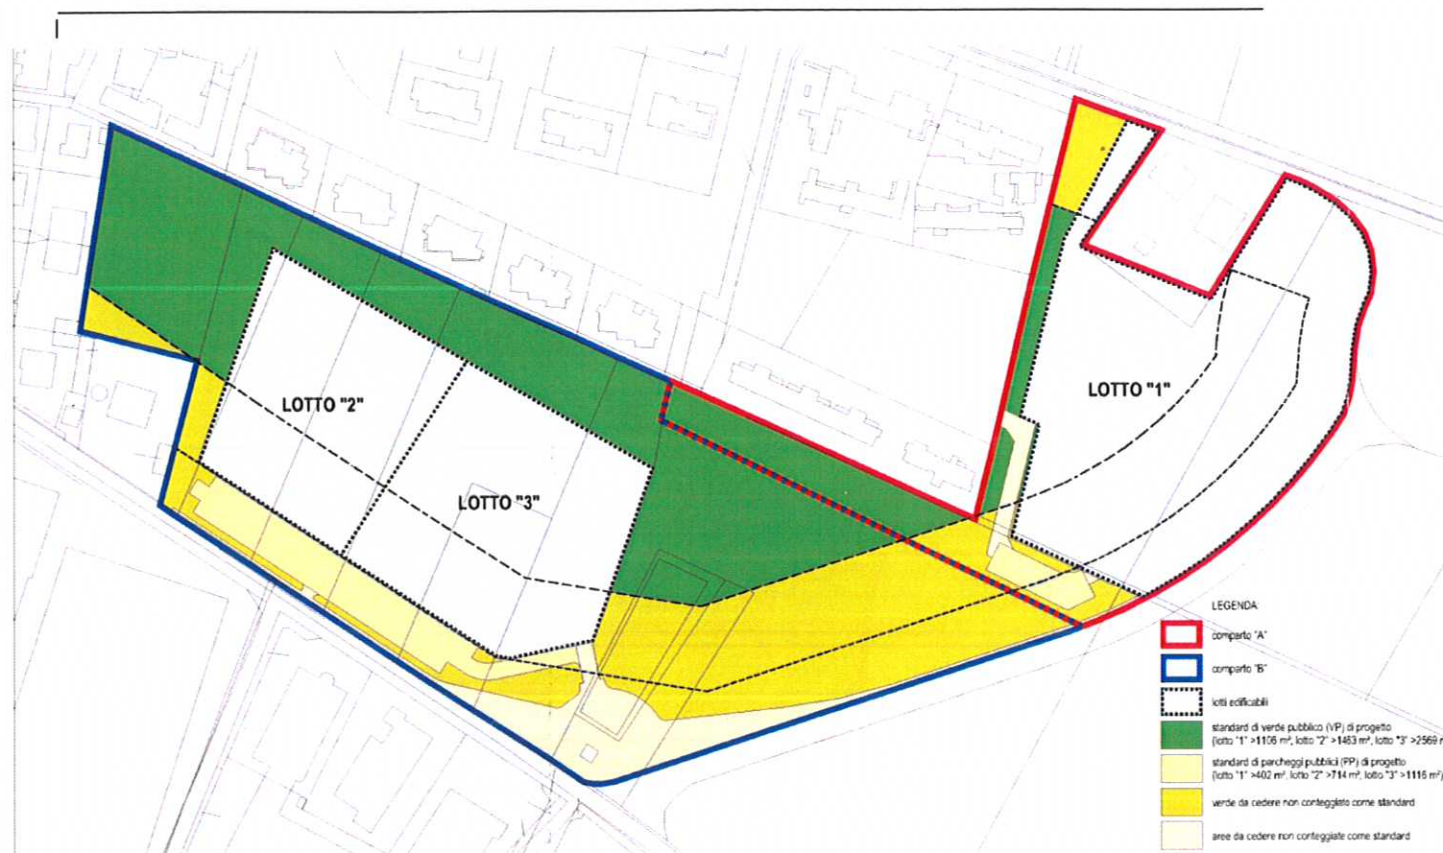 LOTTO "1"
LOTTO "2"
LOTTO "3"
LEGENDA
comparto "A"
comparto "B"
lotti edificabili
standard di verde pubblico (VP) di progetto
(lotto "1" >1106 m², lotto "2" >1463 m², lotto "3" >2569 m
standard di parcheggi pubblici (PP) di progetto
(lotto "1" >402 m², lotto "2" >714 m², lotto "3" >1116 m²)
verde da cedere non conteggiato come standard
aree da cedere non conteggiate come standard